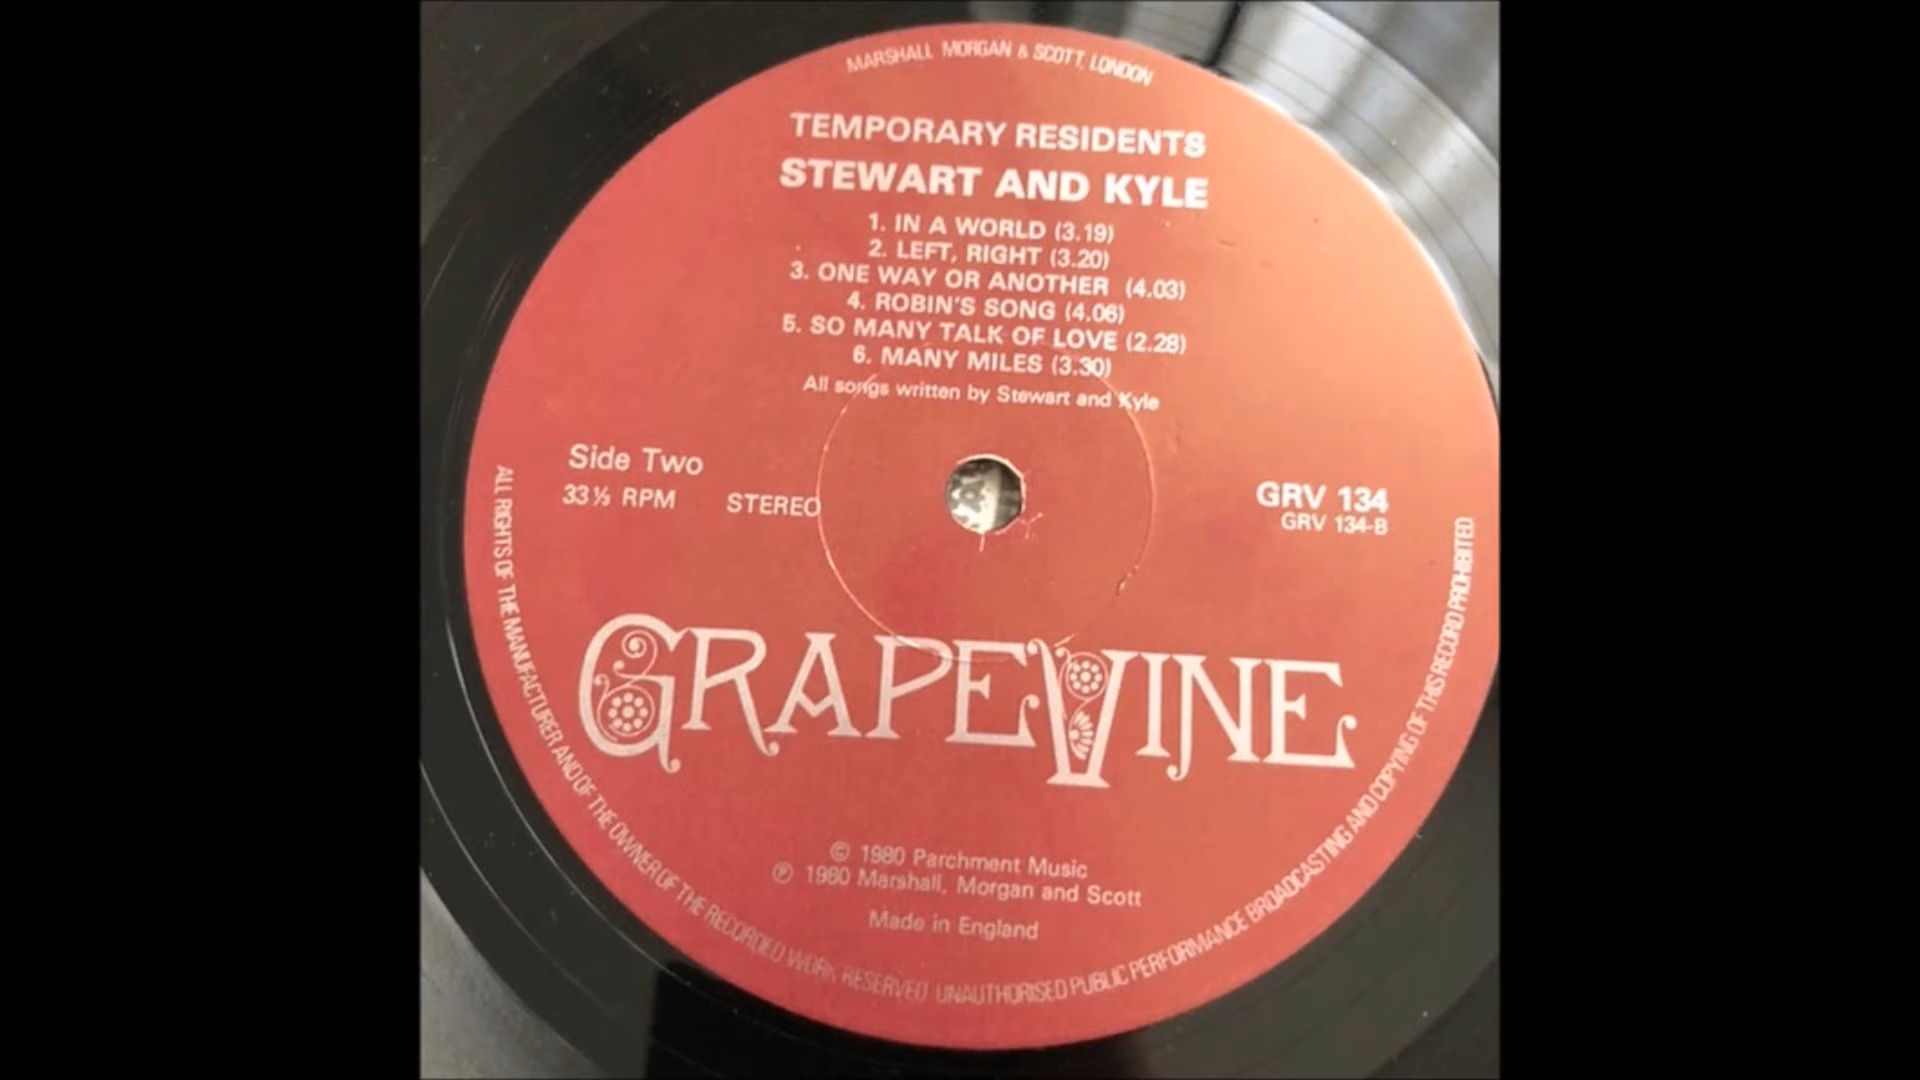 MARSHALL MORGAN & SCOTT, LONDON
TEMPORARY RESIDENTS
STEWART AND KYLE
1. IN A WORLD (3.19)
2. LEFT, RIGHT (3.20)
3. ONE WAY OR ANOTHER (4.03)
4. ROBIN'S SONG (4.06)
5. SO MANY TALK OF LOVE (2.28)
6. MANY MILES (3.30)
All songs written by Stewart and Kyle
Side Two
33⅓ RPM STEREO
GRV 134
GRV 134-B
GRAPEVINE
© 1980 Parchment Music
℗ 1980 Marshall, Morgan and Scott
Made in England
ALL RIGHTS OF THE MANUFACTURER AND OF THE OWNER OF THE RECORDED WORK RESERVED UNAUTHORISED PUBLIC PERFORMANCE BROADCASTING AND COPYING OF THIS RECORD PROHIBITED